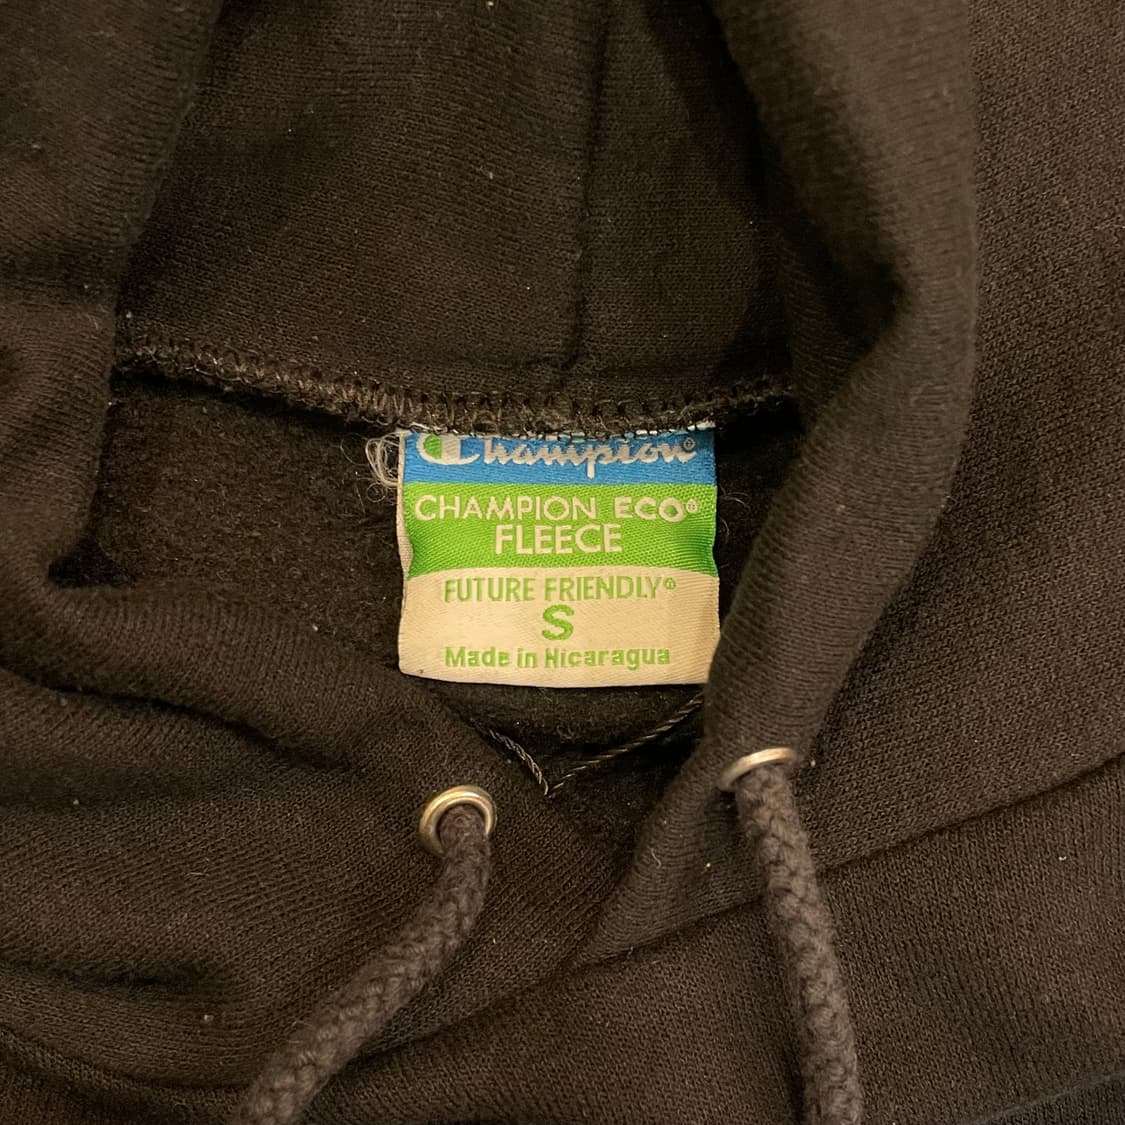 Champion®
CHAMPION ECO®
FLEECE
FUTURE FRIENDLY®
S
Made in Nicaragua